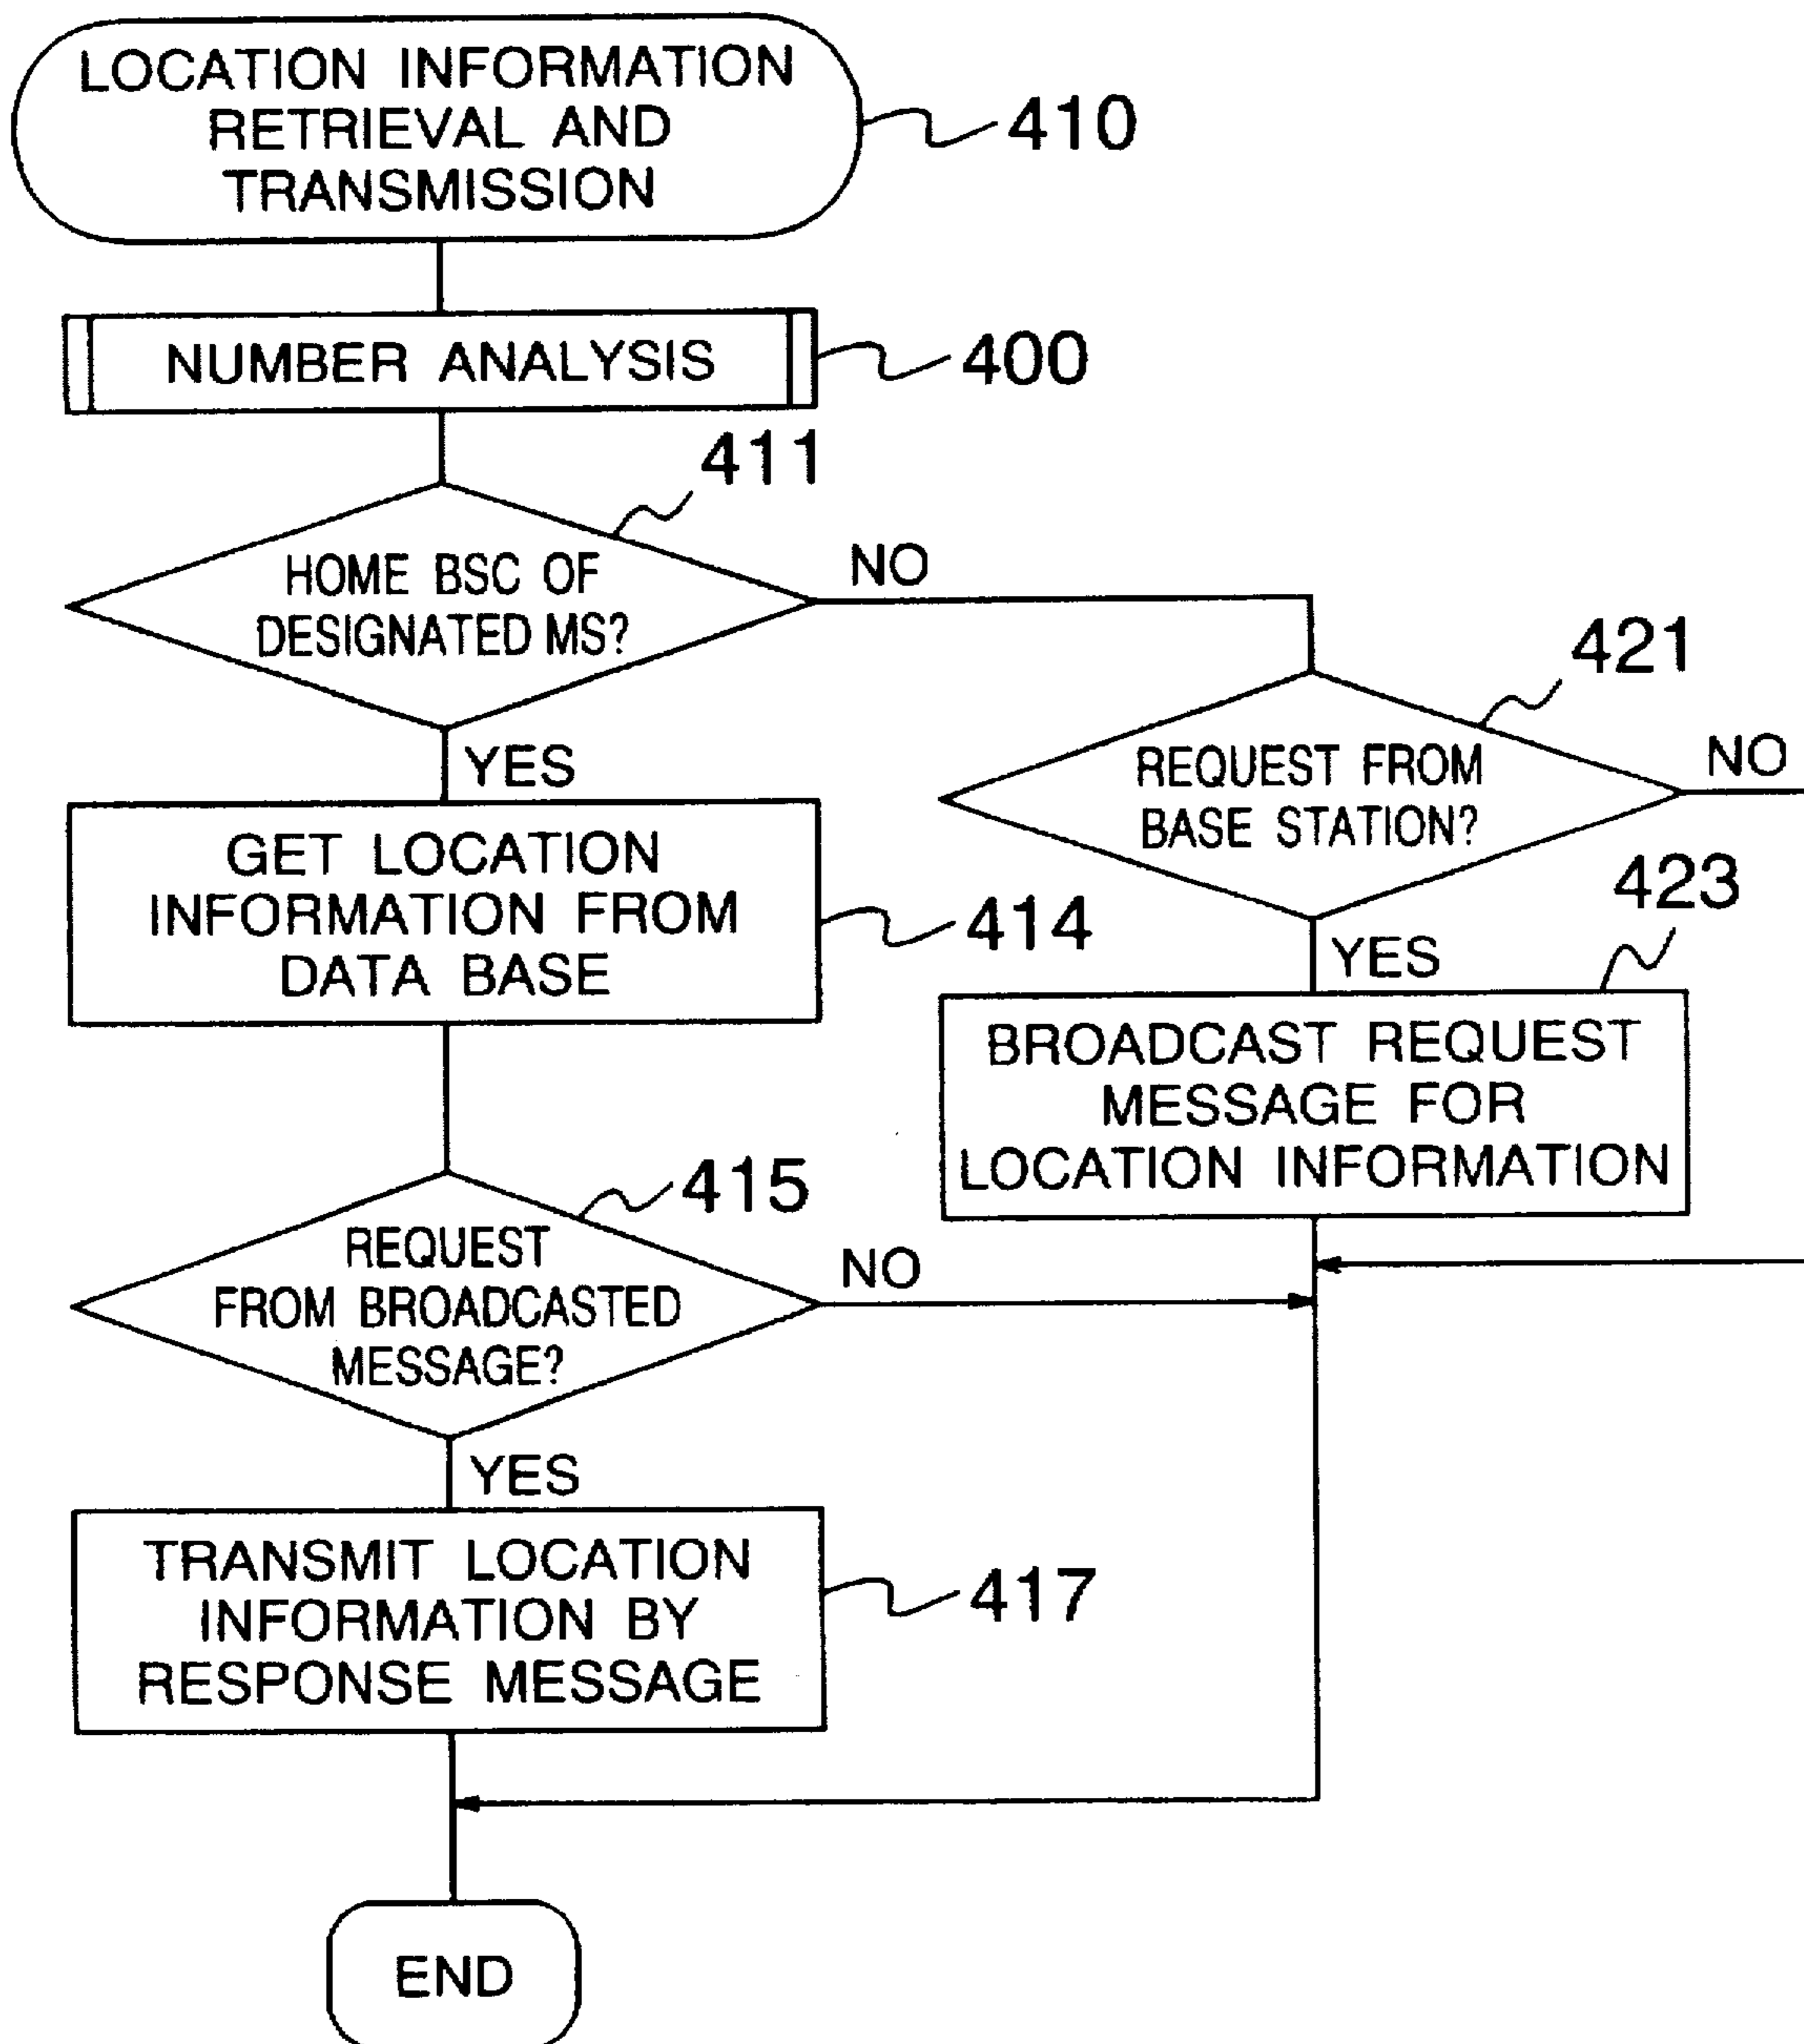 LOCATION INFORMATION
RETRIEVAL AND
TRANSMISSION
410
NUMBER ANALYSIS
400
411
HOME BSC OF
DESIGNATED MS?
NO
YES
421
REQUEST FROM
BASE STATION?
NO
YES
GET LOCATION
INFORMATION FROM
DATA BASE
414
423
BROADCAST REQUEST
MESSAGE FOR
LOCATION INFORMATION
415
REQUEST
FROM BROADCASTED
MESSAGE?
NO
YES
TRANSMIT LOCATION
INFORMATION BY
RESPONSE MESSAGE
417
END